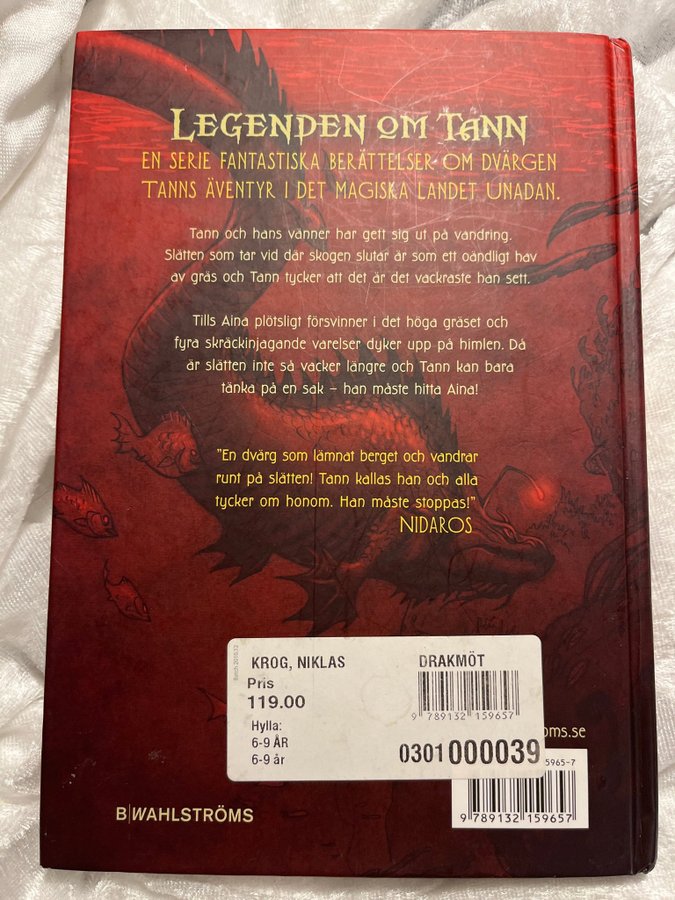 LEGENDEN OM TANN
EN SERIE FANTASTISKA BERÄTTELSER OM DVÄRGEN
TANNS ÄVENTYR I DET MAGISKA LANDET UNADAN.
Tann och hans vänner har gett sig ut på vandring.
Slätten som tar vid där skogen slutar är som ett oändligt hav
av gräs och Tann tycker att det är det vackraste han sett.
Tills Aina plötsligt försvinner i det höga gräset och
fyra skräckinjagande varelser dyker upp på himlen. Då
är slätten inte så vacker längre och Tann kan bara
tänka på en sak – han måste hitta Aina!
"En dvärg som lämnat berget och vandrar
runt på slätten! Tann kallas han och alla
tycker om honom. Han måste stoppas!"
NIDAROS
KROG, NIKLAS DRAKMÖT
Pris
119.00
9 789132 159657
Hylla:
6-9 ÅR
6-9 år
0301 000039
oms.se
5965-7
9 789132 159657
B|WAHLSTRÖMS